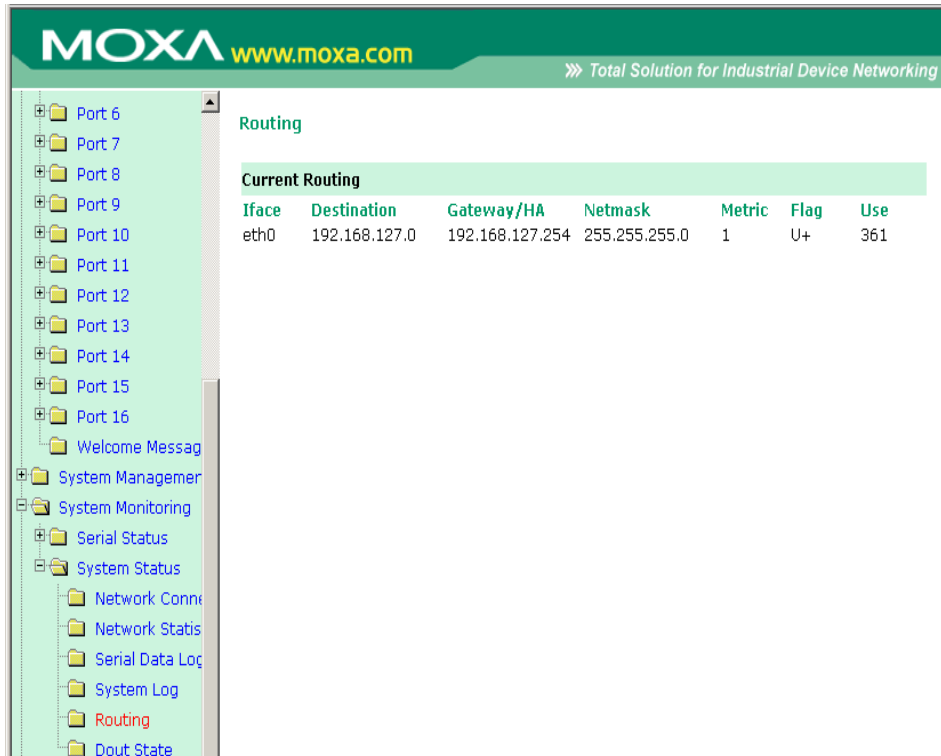 MOXA www.moxa.com
Total Solution for Industrial Device Networking
Port 6
Port 7
Port 8
Port 9
Port 10
Port 11
Port 12
Port 13
Port 14
Port 15
Port 16
Welcome Messag
System Managemer
System Monitoring
Serial Status
System Status
Network Conne
Network Statis
Serial Data Log
System Log
Routing
Dout State
Routing
Current Routing
Iface Destination Gateway/HA Netmask Metric Flag Use
eth0 192.168.127.0 192.168.127.254 255.255.255.0 1 U+ 361